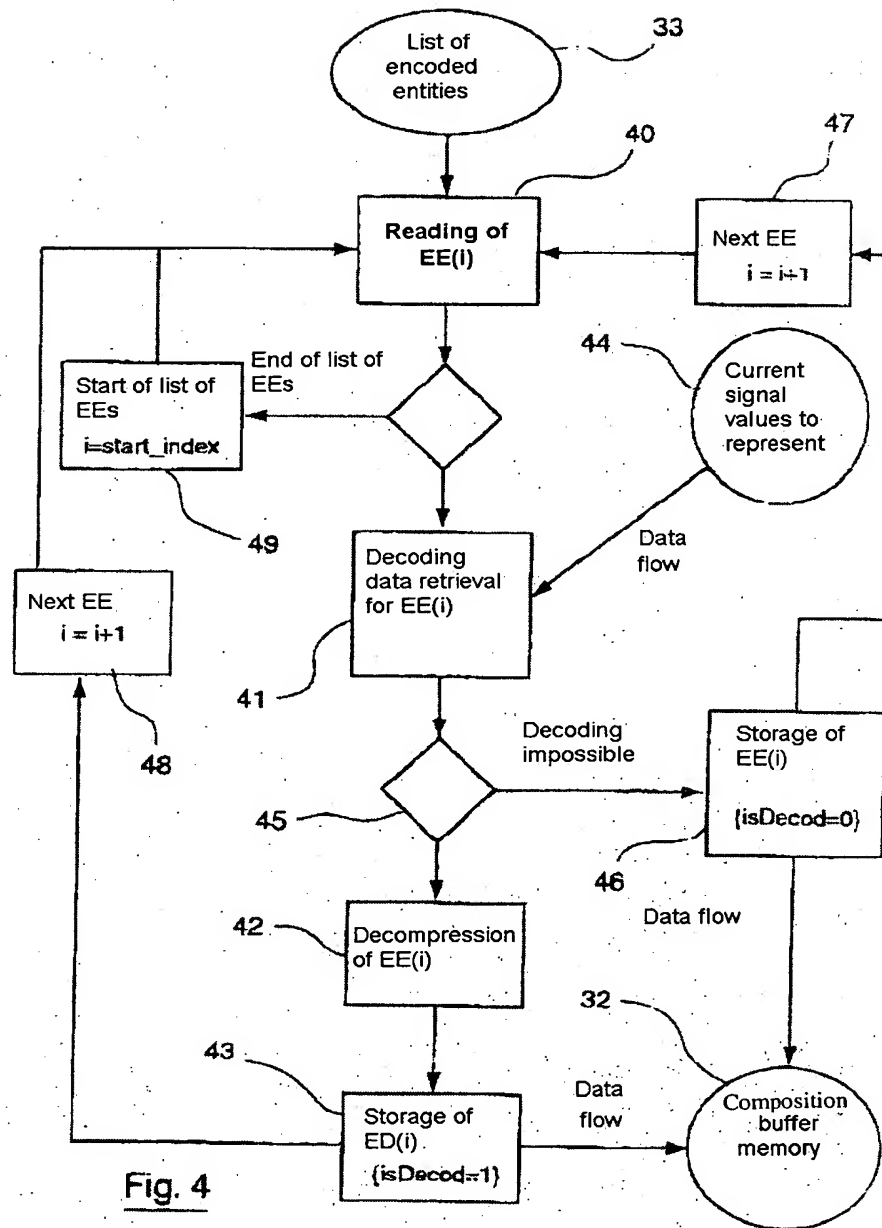 List of
encoded
entities
33
40
47
Reading of
EE(i)
Next EE
i = i+1
44
Current
signal
values to
represent
End of list of
EEs
Start of list of
EEs
i=start_index
49
Data
flow
Decoding
data retrieval
for EE(i)
41
Next EE
i = i+1
48
Decoding
impossible
45
Storage of
EE(i)
{isDecod=0}
46
Data flow
42
Decompression
of EE(i)
32
43
Storage of
ED(i)
{isDecod=1}
Data
flow
Composition
buffer
memory
Fig. 4